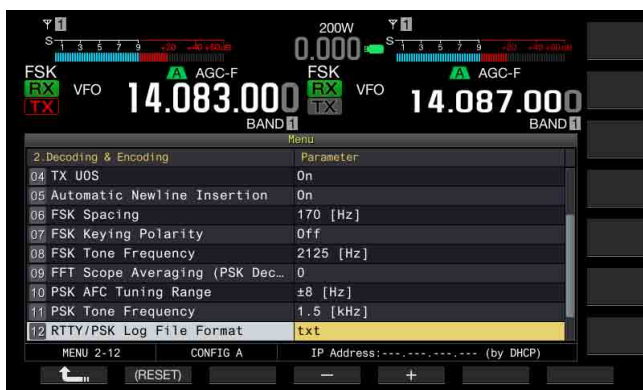 1 200W 1
S 1 3 5 7 9 +20 +40 +60dB 0.000 S 1 3 5 7 9 +20 +40 +60dB
FSK A AGC-F FSK A AGC-F
RX VFO 14.083.000 RX VFO 14.087.000
TX TX
BAND 1 BAND 1
Menu
2.Decoding & Encoding Parameter
04 TX UOS On
05 Automatic Newline Insertion On
06 FSK Spacing 170 [Hz]
07 FSK Keying Polarity Off
08 FSK Tone Frequency 2125 [Hz]
09 FFT Scope Averaging (PSK Dec... 0
10 PSK AFC Tuning Range ±8 [Hz]
11 PSK Tone Frequency 1.5 [kHz]
12 RTTY/PSK Log File Format txt
MENU 2-12 CONFIG A IP Address:---.---.---.--- (by DHCP)
(RESET) − +